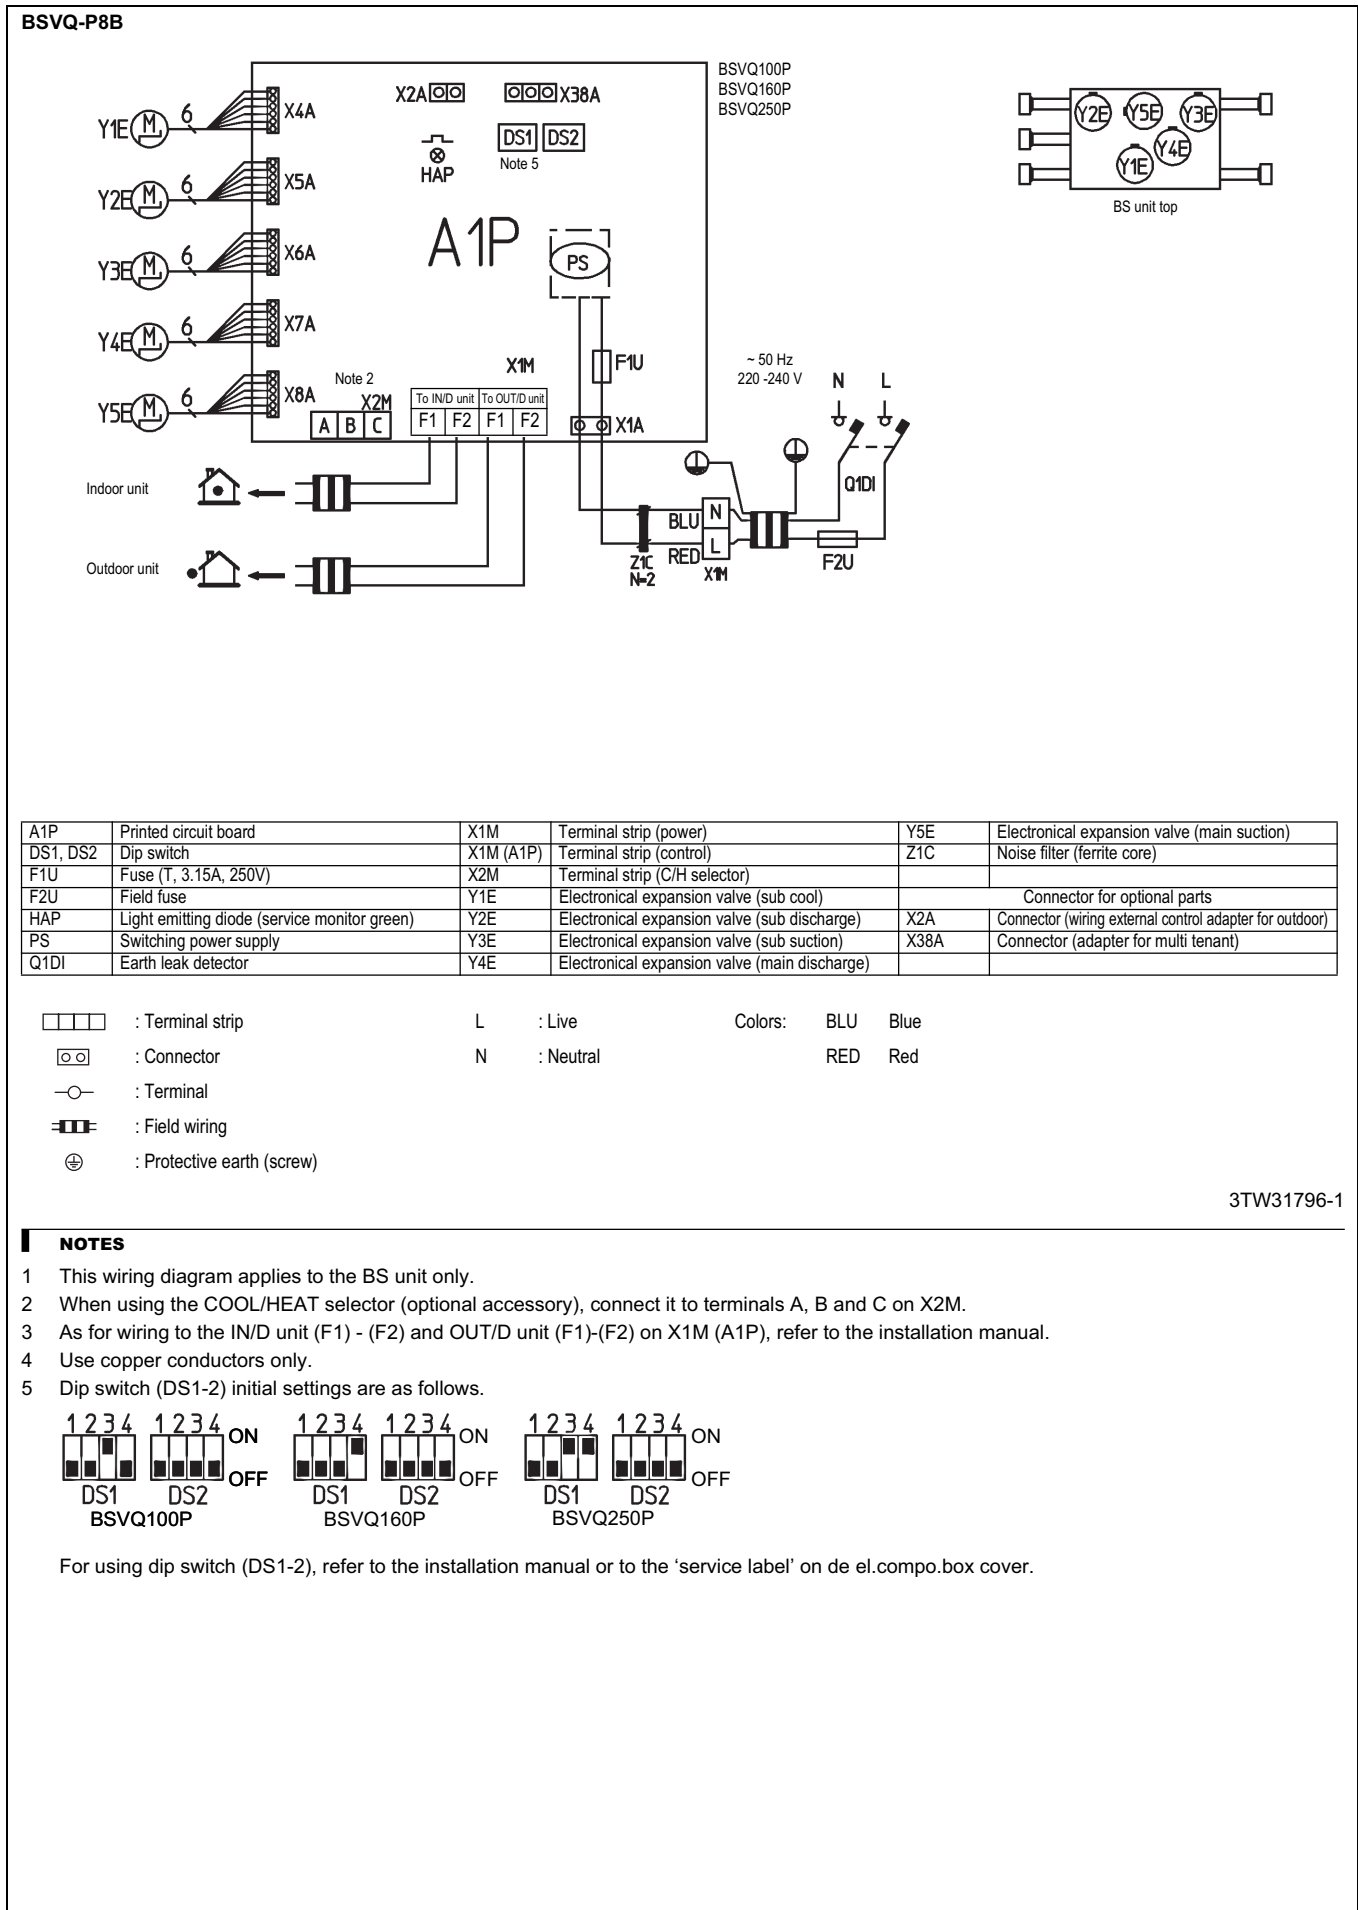 BSVQ-P8B
BSVQ100P
BSVQ160P
BSVQ250P
X2A
X38A
Y1E M 6 X4A
HAP
DS1 DS2
Note 5
Y2E M 6 X5A
Y3E M 6 X6A
A1P
PS
Y4E M 6 X7A
Y5E M 6 X8A
Note 2
X2M
A B C
X1M
To IN/D unit To OUT/D unit
F1 F2 F1 F2
F1U
X1A
~ 50 Hz
220 -240 V
N L
Q1DI
F2U
Indoor unit
Outdoor unit
BLU N
RED L
Z1C
N=2
X1M
Y2E Y5E Y3E
Y4E
Y1E
BS unit top
A1P Printed circuit board X1M Terminal strip (power) Y5E Electronical expansion valve (main suction)
DS1, DS2 Dip switch X1M (A1P) Terminal strip (control) Z1C Noise filter (ferrite core)
F1U Fuse (T, 3.15A, 250V) X2M Terminal strip (C/H selector)
F2U Field fuse Y1E Electronical expansion valve (sub cool) Connector for optional parts
HAP Light emitting diode (service monitor green) Y2E Electronical expansion valve (sub discharge) X2A Connector (wiring external control adapter for outdoor)
PS Switching power supply Y3E Electronical expansion valve (sub suction) X38A Connector (adapter for multi tenant)
Q1DI Earth leak detector Y4E Electronical expansion valve (main discharge)
: Terminal strip L : Live Colors: BLU Blue
: Connector N : Neutral RED Red
: Terminal
: Field wiring
: Protective earth (screw)
3TW31796-1
NOTES
1 This wiring diagram applies to the BS unit only.
2 When using the COOL/HEAT selector (optional accessory), connect it to terminals A, B and C on X2M.
3 As for wiring to the IN/D unit (F1) - (F2) and OUT/D unit (F1)-(F2) on X1M (A1P), refer to the installation manual.
4 Use copper conductors only.
5 Dip switch (DS1-2) initial settings are as follows.
1 2 3 4 1 2 3 4 ON 1 2 3 4 1 2 3 4 ON 1 2 3 4 1 2 3 4 ON
OFF OFF OFF
DS1 DS2 DS1 DS2 DS1 DS2
BSVQ100P BSVQ160P BSVQ250P
For using dip switch (DS1-2), refer to the installation manual or to the ‘service label’ on de el.compo.box cover.